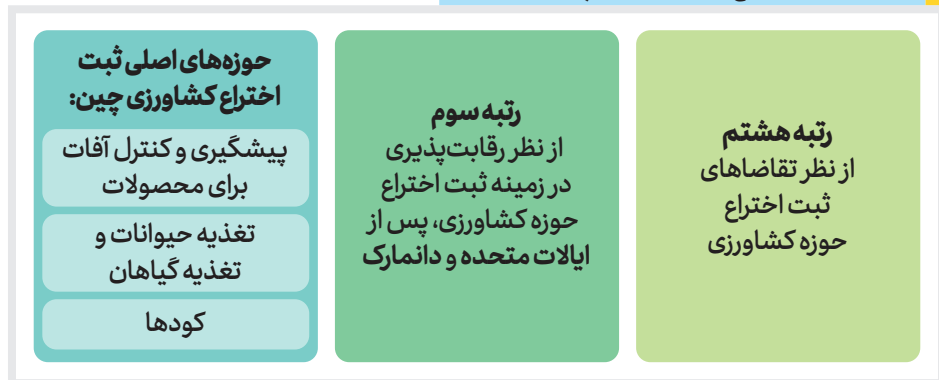 رتبه هشتم
از نظر تقاضاهای
ثبت اختراع
حوزه کشاورزی
رتبه سوم
از نظر رقابت‌پذیری
در زمینه ثبت اختراع
حوزه کشاورزی، پس از
ایالات متحده و دانمارک
حوزه‌های اصلی ثبت
اختراع کشاورزی چین:
پیشگیری و کنترل آفات
برای محصولات
تغذیه حیوانات و
تغذیه گیاهان
کودها